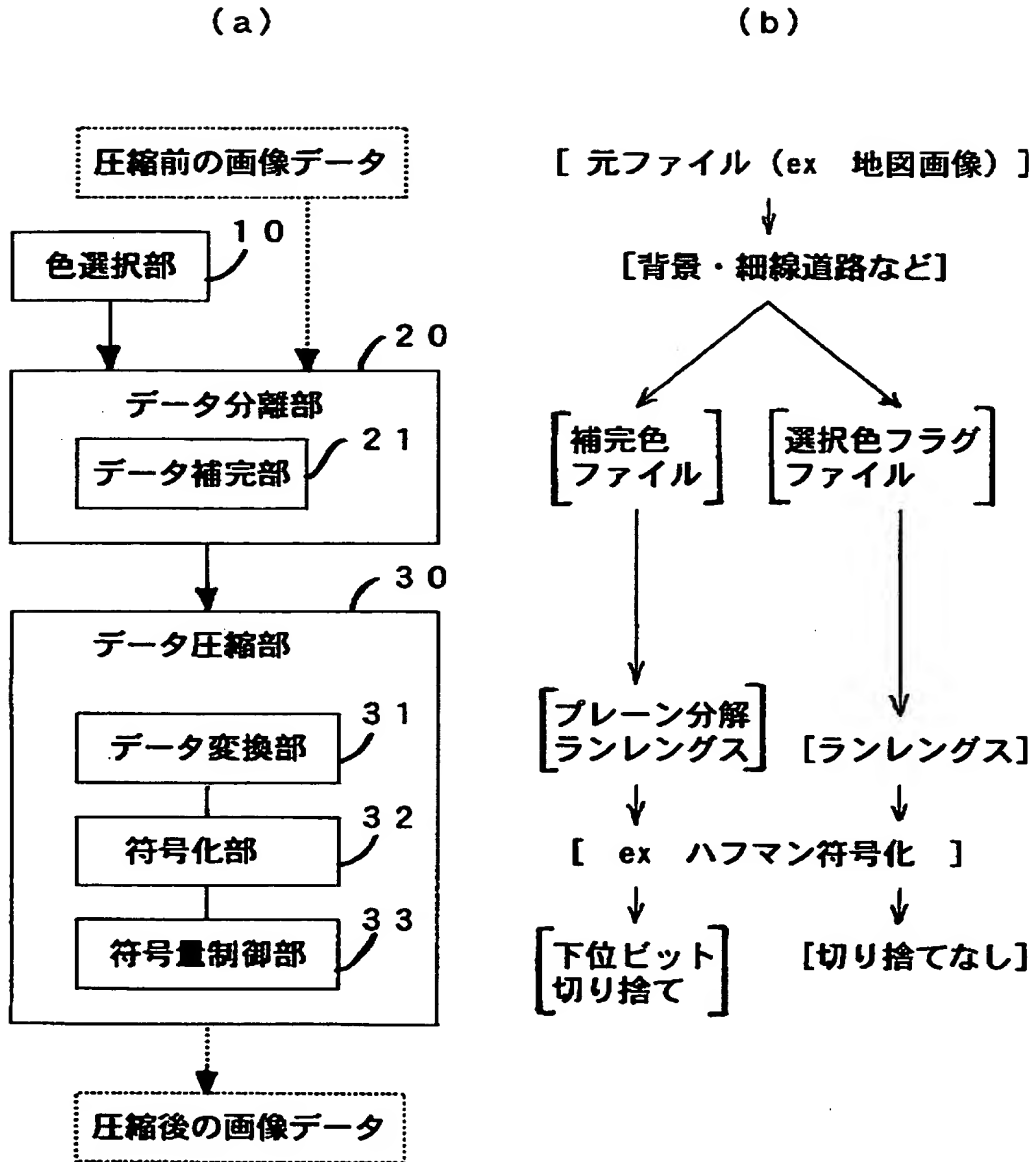 (a)
圧縮前の画像データ
10
色選択部
20
データ分離部
21
データ補完部
30
データ圧縮部
31
データ変換部
32
符号化部
33
符号量制御部
圧縮後の画像データ
(b)
[ 元ファイル (ex 地図画像) ]
[背景・細線道路など]
[補完色
ファイル]
[選択色フラグ
ファイル]
[プレーン分解
ランレングス]
[ランレングス]
[ ex ハフマン符号化 ]
[下位ビット
切り捨て]
[切り捨てなし]